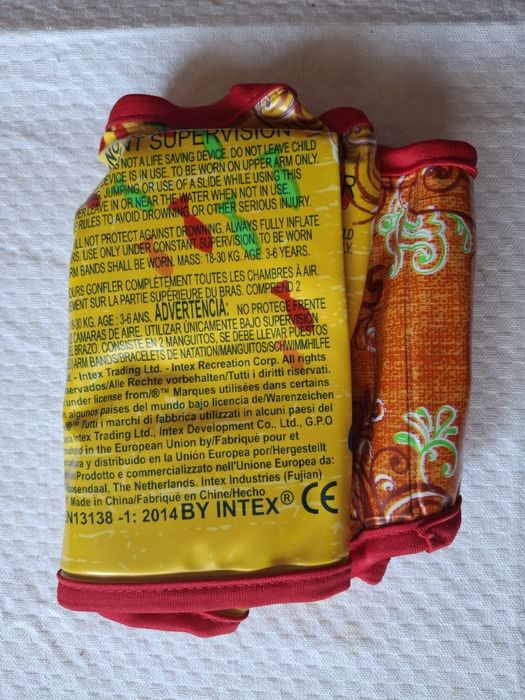 NT SUPERVISION
IS NOT A LIFE SAVING DEVICE. DO NOT LEAVE CHILD
DEVICE IS IN USE. TO BE WORN ON UPPER ARM ONLY.
JUMPING OR USE OF A SLIDE WHILE USING THIS
LEAVE IN OR NEAR THE WATER WHEN NOT IN USE.
RULES TO AVOID DROWNING OR OTHER SERIOUS INJURY.
ILL NOT PROTECT AGAINST DROWNING. ALWAYS FULLY INFLATE
RS. USE ONLY UNDER CONSTANT SUPERVISION. TO BE WORN
ARM BANDS SHALL BE WORN. MASS: 18-30 KG. AGE: 3-6 YEARS.
OURS GONFLER COMPLÈTEMENT TOUTES LES CHAMBRES À AIR.
EMENT SUR LA PARTIE SUPÉRIEURE DU BRAS. COMPREND 2
-30 KG. AGE : 3-6 ANS. ADVERTENCIA: NO PROTEGE FRENTE
CAMARAS DE AIRE. UTILIZAR ÚNICAMENTE BAJO SUPERVISIÓN
EL BRAZO. CONSISTE EN 2 MANGUITOS, SE DEBE LLEVAR PUESTOS
ARM BANDS/BRACELETS DE NATATION/MANGUITOS/SCHWIMMHILFE
. - Intex Trading Ltd. - Intex Recreation Corp. All rights
servados/Alle Rechte vorbehalten/Tutti i diritti riservati.
under license from/®™ Marques utilisées dans certains
algunos países del mundo bajo licencia de/Warenzeichen
Tutti i marchi di fabbrica utilizzati in alcuni paesi del
Intex Trading Ltd., Intex Development Co., Ltd., G.P.O
in the European Union by/Fabriqué pour et
y distribuido en la Unión Europea por/Hergestellt
/Prodotto e commercializzato nell'Unione Europea da:
Roosendaal, The Netherlands. Intex Industries (Fujian)
Made in China/Fabriqué en Chine/Hecho
EN13138 -1: 2014 BY INTEX® CE